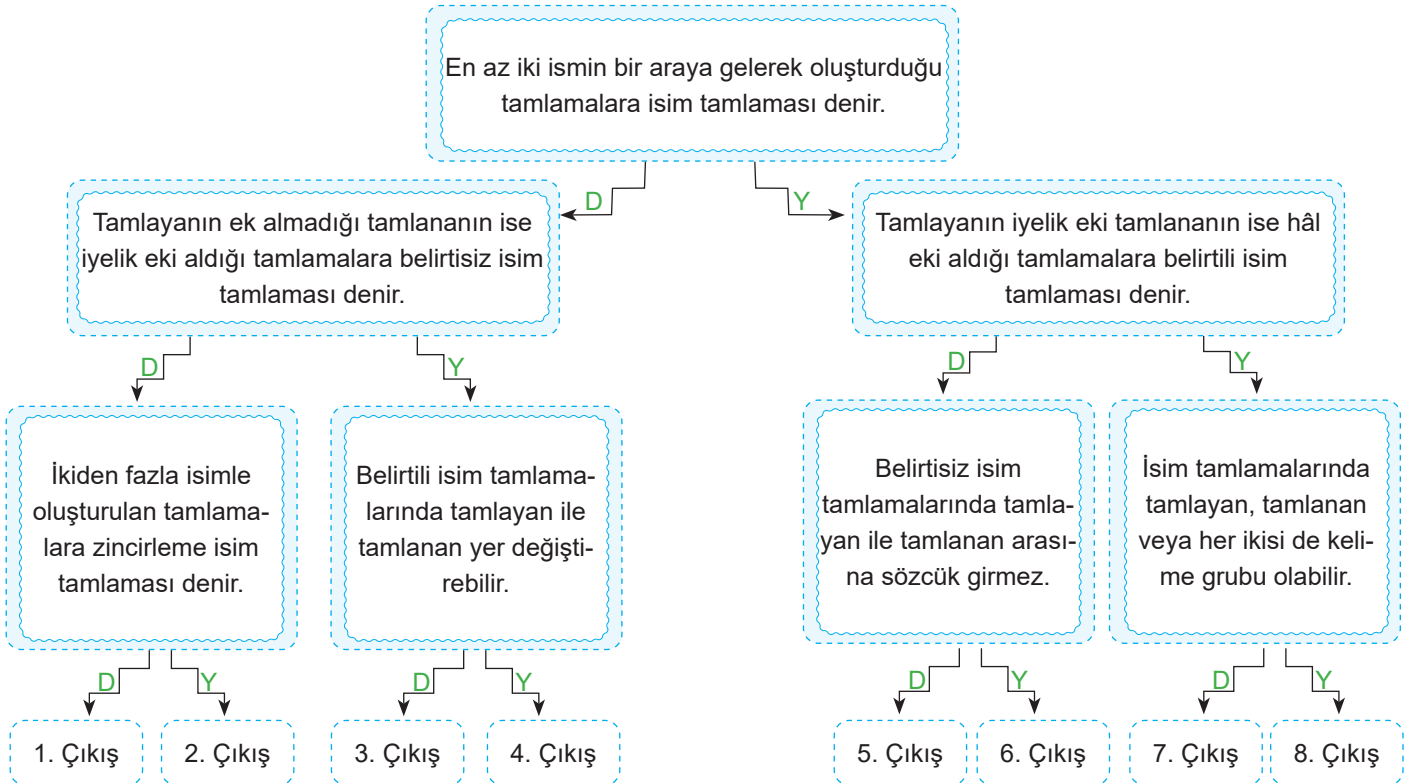 En az iki ismin bir araya gelerek oluşturduğu
tamlamalara isim tamlaması denir.
D
Y
Tamlayanın ek almadığı tamlananın ise
iyelik eki aldığı tamlamalara belirtisiz isim
tamlaması denir.
Tamlayanın iyelik eki tamlananın ise hâl
eki aldığı tamlamalara belirtili isim
tamlaması denir.
D
Y
D
Y
İkiden fazla isimle
oluşturulan tamlama-
lara zincirleme isim
tamlaması denir.
Belirtili isim tamlama-
larında tamlayan ile
tamlanan yer değişti-
rebilir.
Belirtisiz isim
tamlamalarında tamla-
yan ile tamlanan arası-
na sözcük girmez.
İsim tamlamalarında
tamlayan, tamlanan
veya her ikisi de keli-
me grubu olabilir.
D
Y
D
Y
D
Y
D
Y
1. Çıkış
2. Çıkış
3. Çıkış
4. Çıkış
5. Çıkış
6. Çıkış
7. Çıkış
8. Çıkış